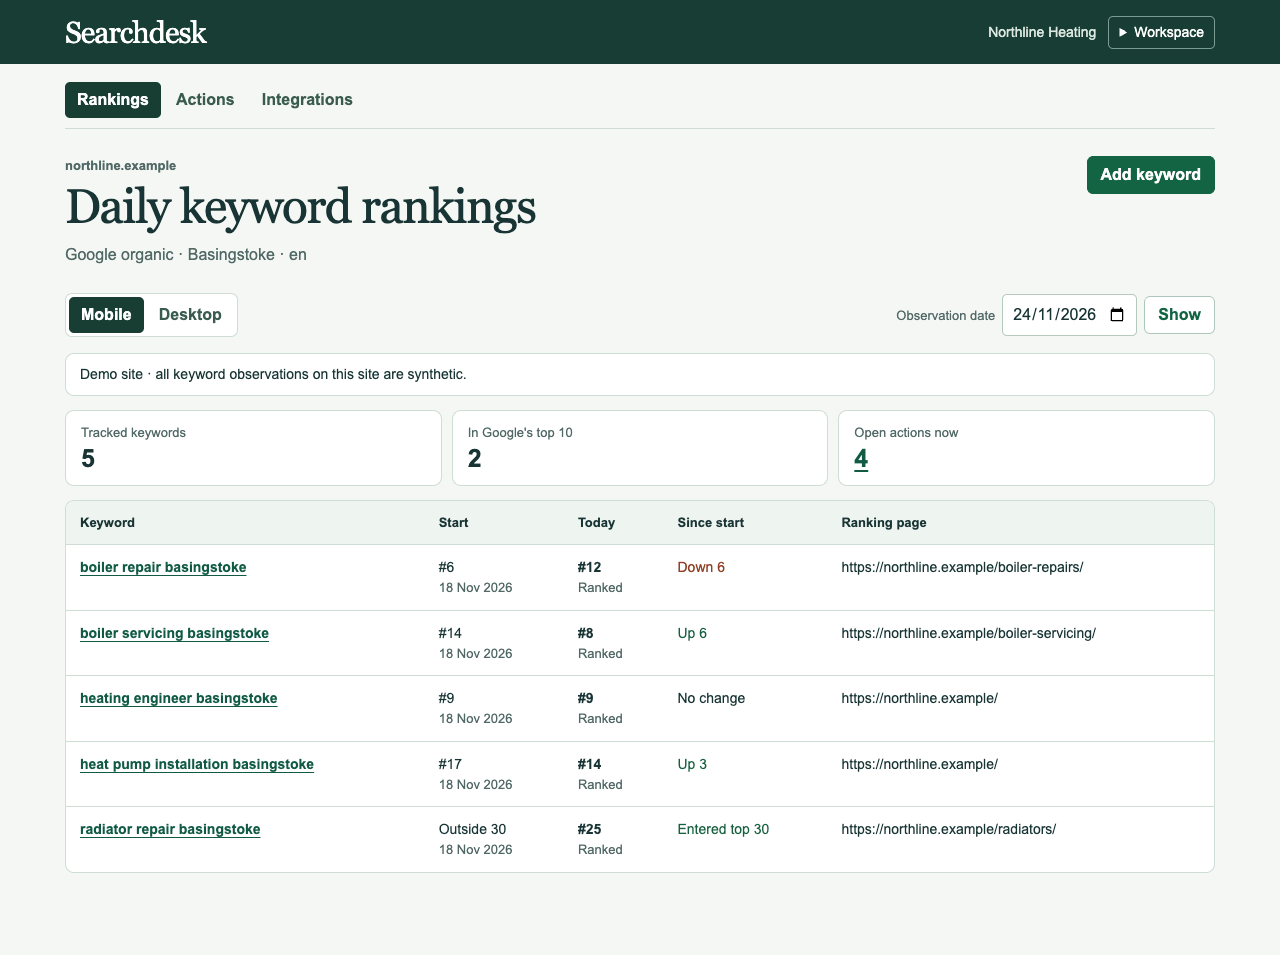 Searchdesk
Northline Heating
Workspace
Rankings Actions Integrations
northline.example
Add keyword
Daily keyword rankings
Google organic · Basingstoke · en
Mobile Desktop
Observation date 24/11/2026 Show
Demo site · all keyword observations on this site are synthetic.
Tracked keywords
5
In Google's top 10
2
Open actions now
4
Keyword Start Today Since start Ranking page
boiler repair basingstoke #6 #12 Down 6 https://northline.example/boiler-repairs/
18 Nov 2026 Ranked
boiler servicing basingstoke #14 #8 Up 6 https://northline.example/boiler-servicing/
18 Nov 2026 Ranked
heating engineer basingstoke #9 #9 No change https://northline.example/
18 Nov 2026 Ranked
heat pump installation basingstoke #17 #14 Up 3 https://northline.example/
18 Nov 2026 Ranked
radiator repair basingstoke Outside 30 #25 Entered top 30 https://northline.example/radiators/
18 Nov 2026 Ranked